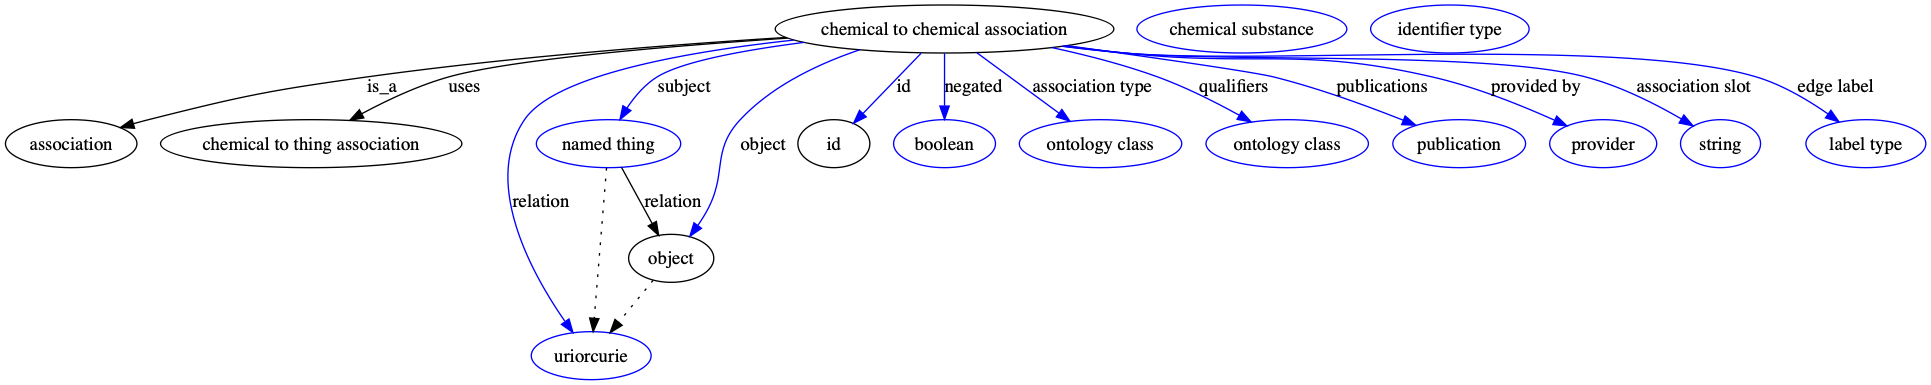 chemical to chemical association
chemical substance
identifier type
is_a
uses
subject
id
negated
association type
qualifiers
publications
provided by
association slot
edge label
association
chemical to thing association
named thing
object
id
boolean
ontology class
ontology class
publication
provider
string
label type
relation
relation
object
uriorcurie